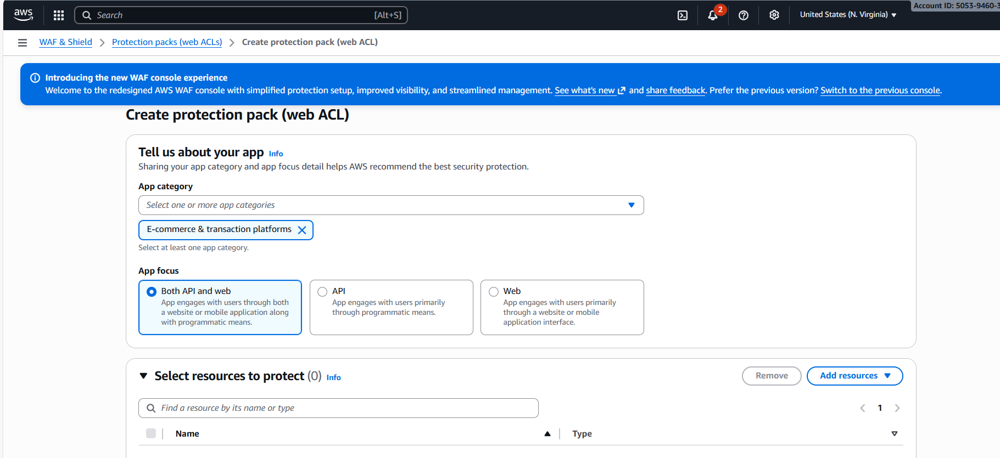 aws
Search [Alt+S]
2
United States (N. Virginia)
Account ID: 5053-9460-3
WAF & Shield > Protection packs (web ACLs) > Create protection pack (web ACL)
Introducing the new WAF console experience
Welcome to the redesigned AWS WAF console with simplified protection setup, improved visibility, and streamlined management. See what's new and share feedback. Prefer the previous version? Switch to the previous console.
Create protection pack (web ACL)
Tell us about your app Info
Sharing your app category and app focus detail helps AWS recommend the best security protection.
App category
Select one or more app categories
E-commerce & transaction platforms
Select at least one app category.
App focus
Both API and web
App engages with users through both
a website or mobile application along
with programmatic means.
API
App engages with users primarily
through programmatic means.
Web
App engages with users primarily
through a website or mobile
application interface.
Select resources to protect (0) Info
Remove
Add resources
Find a resource by its name or type
1
Name
Type